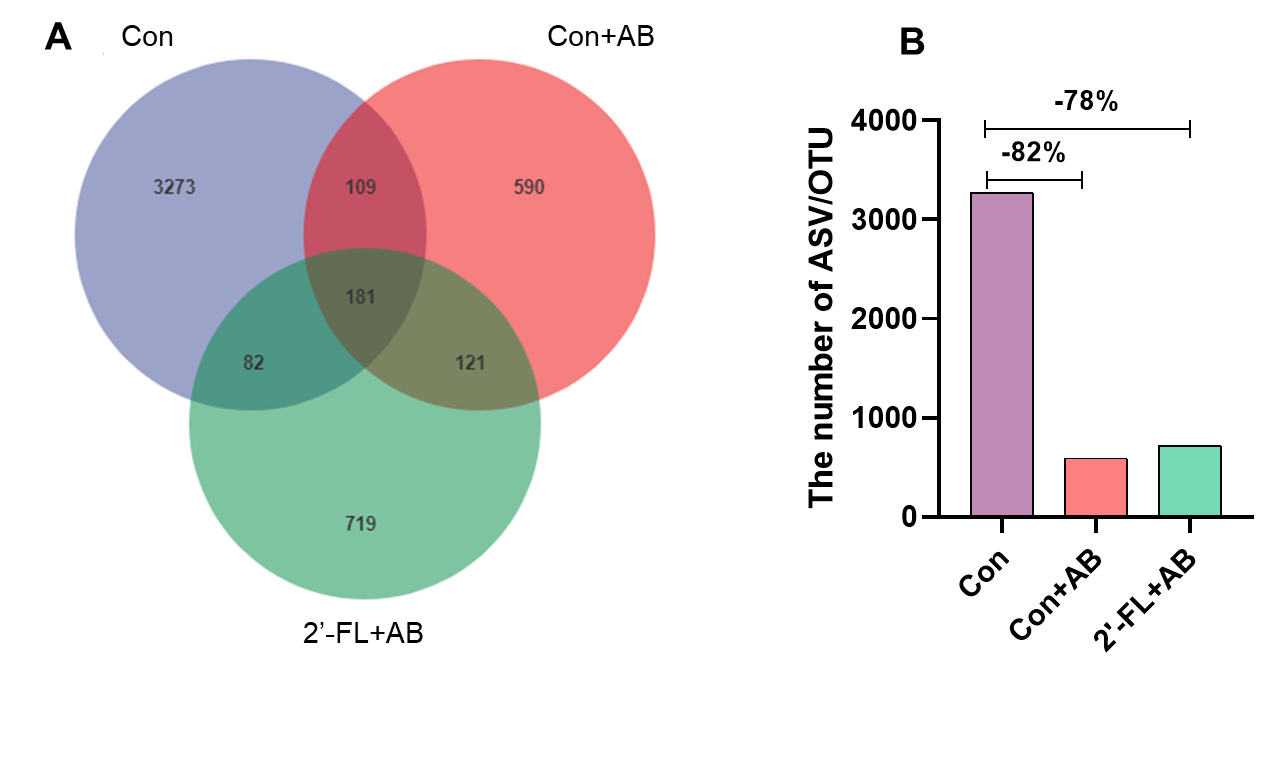 A
Con
Con+AB
3273
109
590
181
82
121
719
2’-FL+AB
B
-78%
-82%
The number of ASV/OTU
4000
3000
2000
1000
0
Con
Con+AB
2'-FL+AB